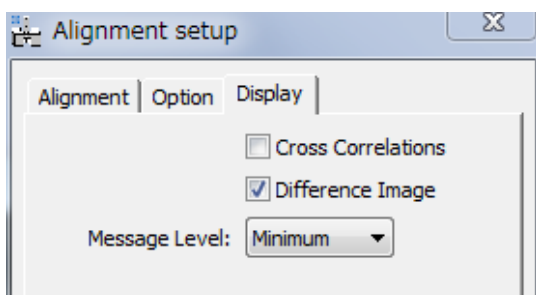 Alignment setup
Alignment Option Display
Cross Correlations
Difference Image
Message Level: Minimum